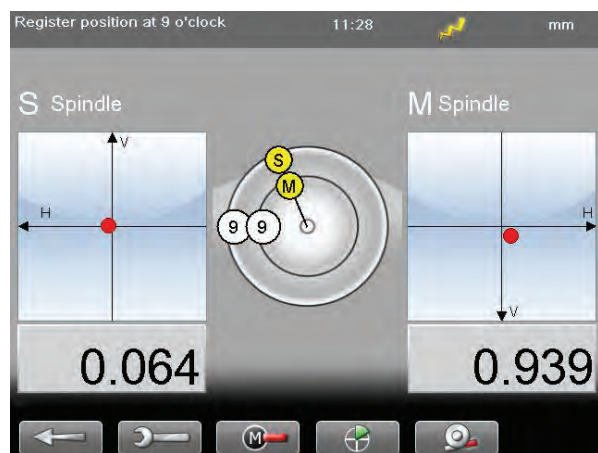 Register position at 9 o'clock 11:28 mm
S Spindle
M Spindle
V
H
S
M
9 9
H
V
0.064
0.939
M